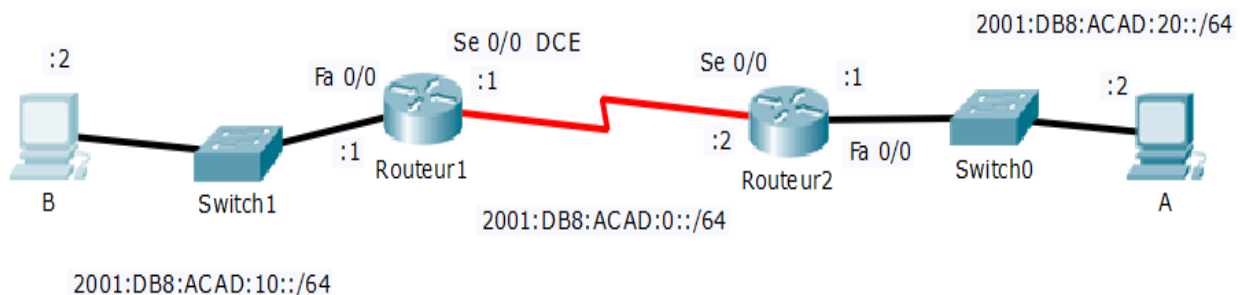 2001:DB8:ACAD:20::/64
:2
Fa 0/0
Se 0/0 DCE
:1
Se 0/0
:1
:2
:1
Routeur1
:2
Routeur2
Fa 0/0
Switch0
A
B
Switch1
2001:DB8:ACAD:0::/64
2001:DB8:ACAD:10::/64